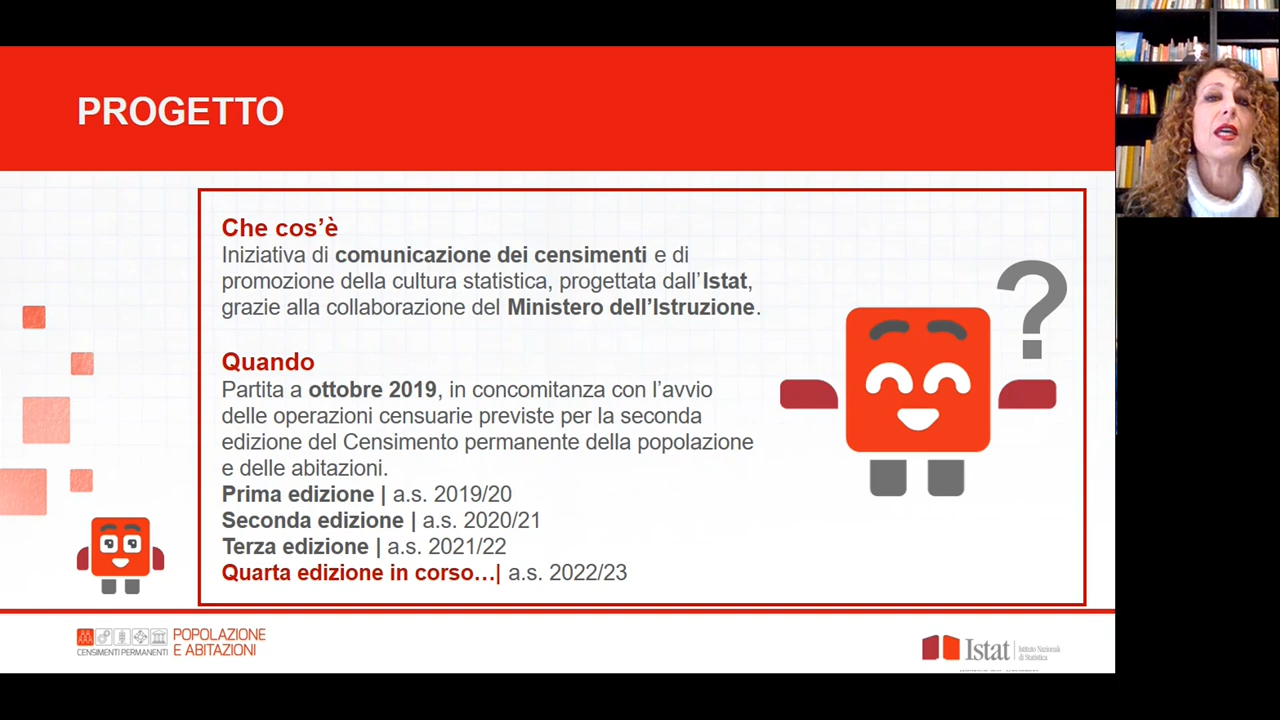 PROGETTO
Che cos'è
Iniziativa di comunicazione dei censimenti e di
promozione della cultura statistica, progettata dall'Istat,
grazie alla collaborazione del Ministero dell'Istruzione.
Quando
Partita a ottobre 2019, in concomitanza con l'avvio
delle operazioni censuarie previste per la seconda
edizione del Censimento permanente della popolazione
e delle abitazioni.
Prima edizione | a.s. 2019/20
Seconda edizione | a.s. 2020/21
Terza edizione | a.s. 2021/22
Quarta edizione in corso…| a.s. 2022/23
?
CENSIMENTI PERMANENTI
POPOLAZIONE
E ABITAZIONI
Istat
Istituto Nazionale
di Statistica